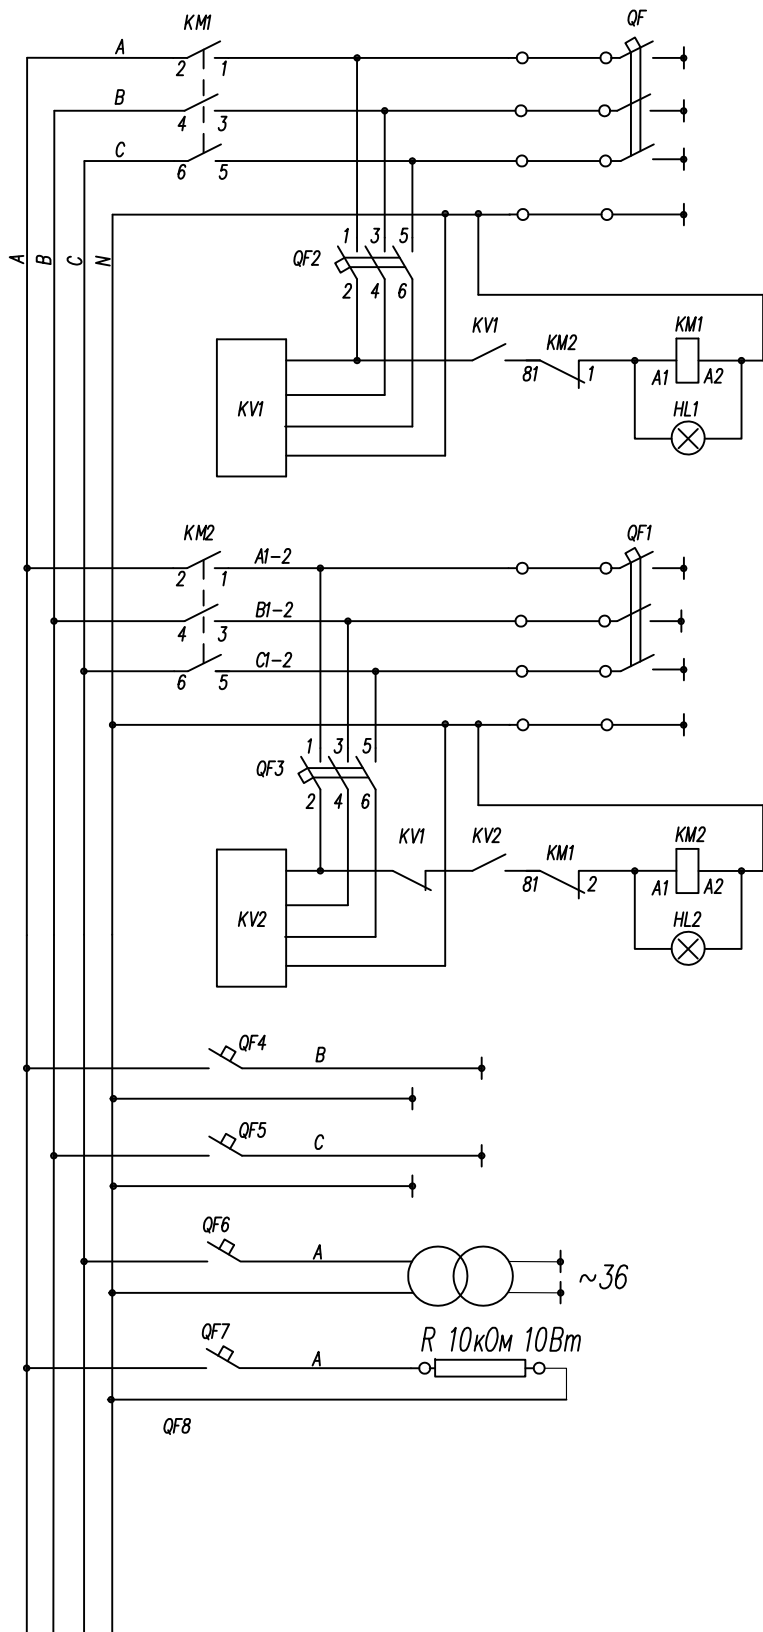 KM1
QF
A
2 1
B
4 3
C
6 5
A B C N
QF2
1 3 5
2 4 6
KV1
KM2
KM1
81 1
A1 A2
HL1
KV1
KM2
QF1
A1-2
2 1
B1-2
4 3
C1-2
6 5
QF3
1 3 5
2 4 6
KV1
KV2
KM1
KM2
81 2
A1 A2
HL2
KV2
QF4
B
QF5
C
QF6
A
~36
QF7
A
R 10кОм 10Вт
QF8